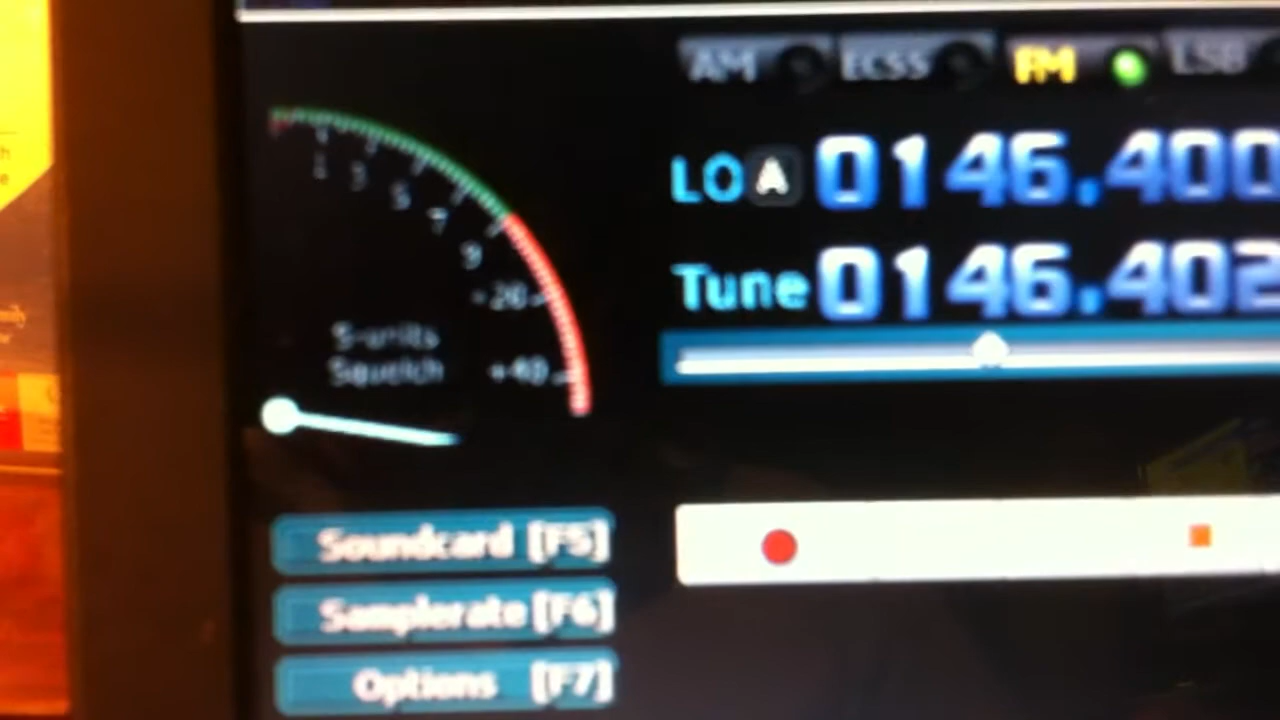 AM ECSS FM LSB
LO A 0146.400
Tune 0146.402
1 3 5 7 9 +20 +40
S-units
Squelch
Soundcard [F5]
Samplerate [F6]
Options [F7]